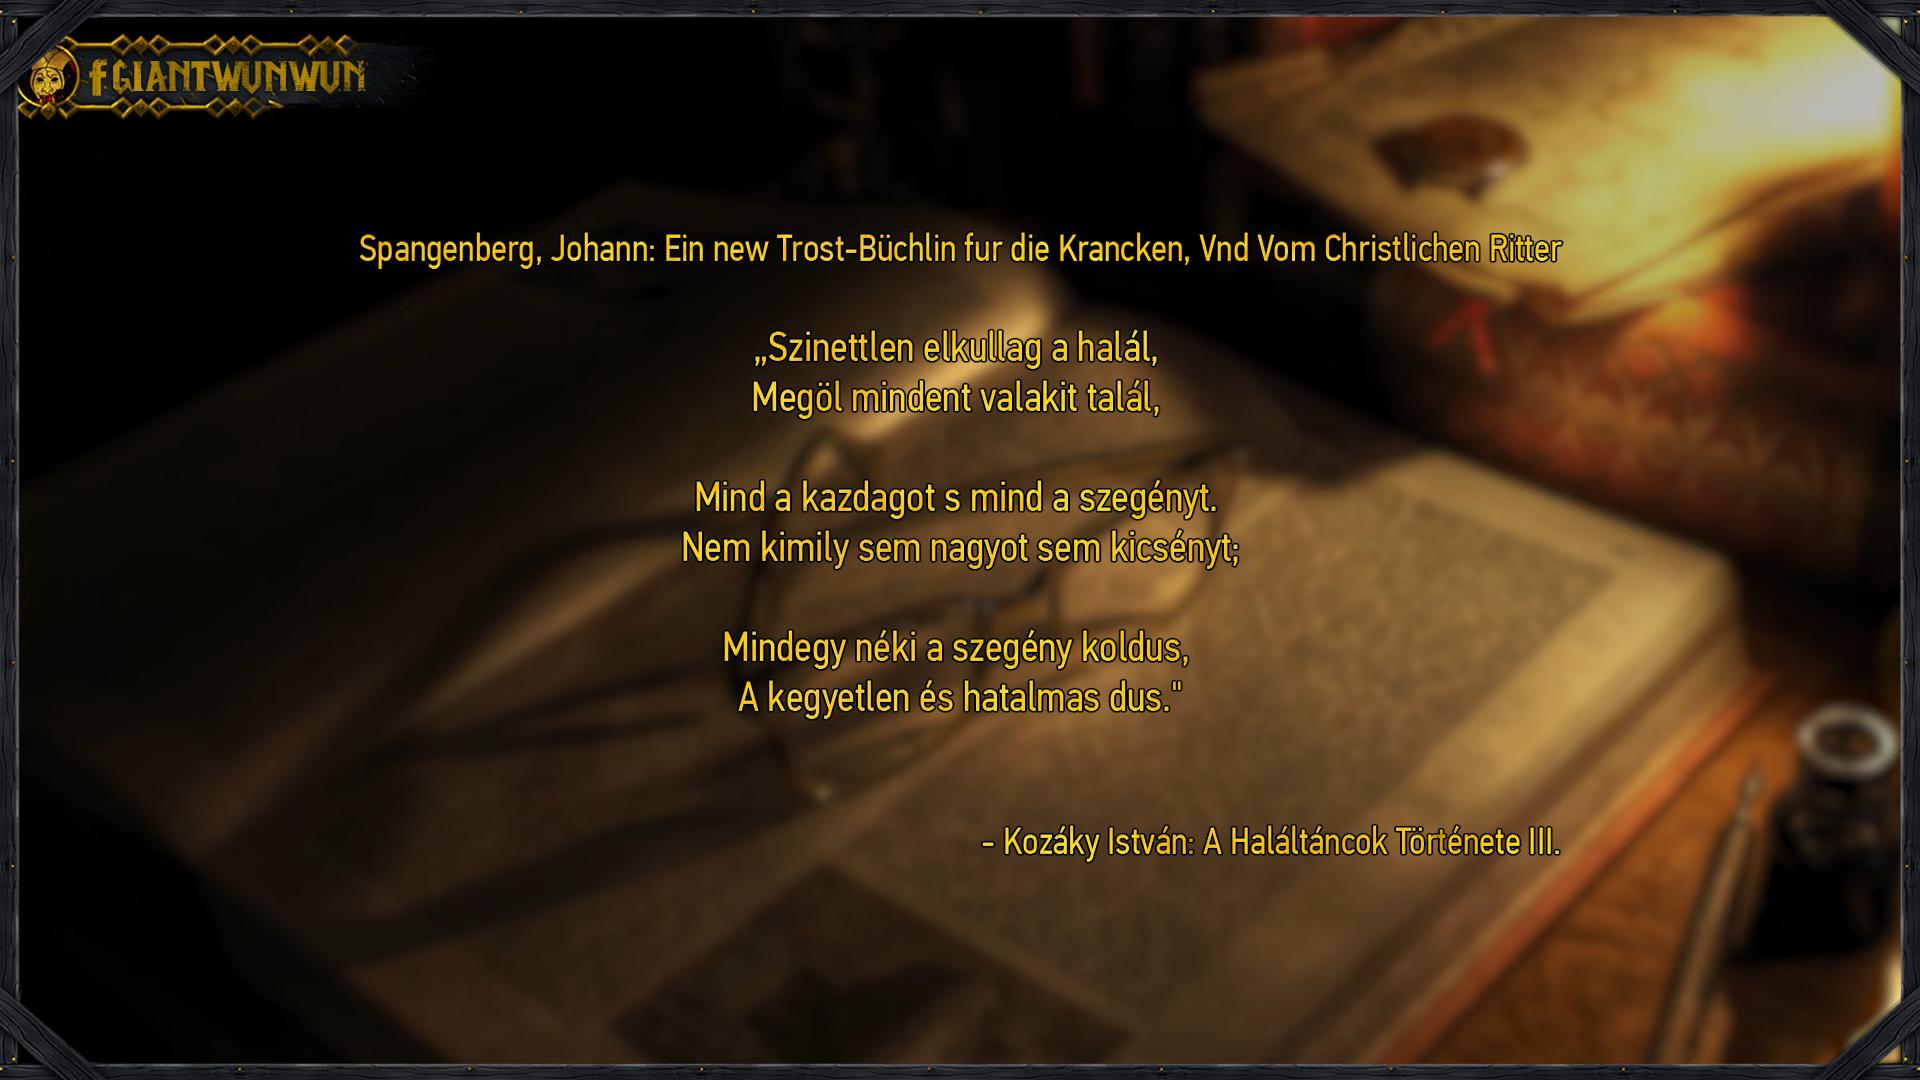 fGIANTWUNWUN
Spangenberg, Johann: Ein new Trost-Büchlin fur die Krancken, Vnd Vom Christlichen Ritter
„Szinettlen elkullag a halál,
Megöl mindent valakit talál,
Mind a kazdagot s mind a szegényt.
Nem kimily sem nagyot sem kicsényt;
Mindegy néki a szegény koldus,
A kegyetlen és hatalmas dus."
- Kozáky István: A Haláltáncok Története III.